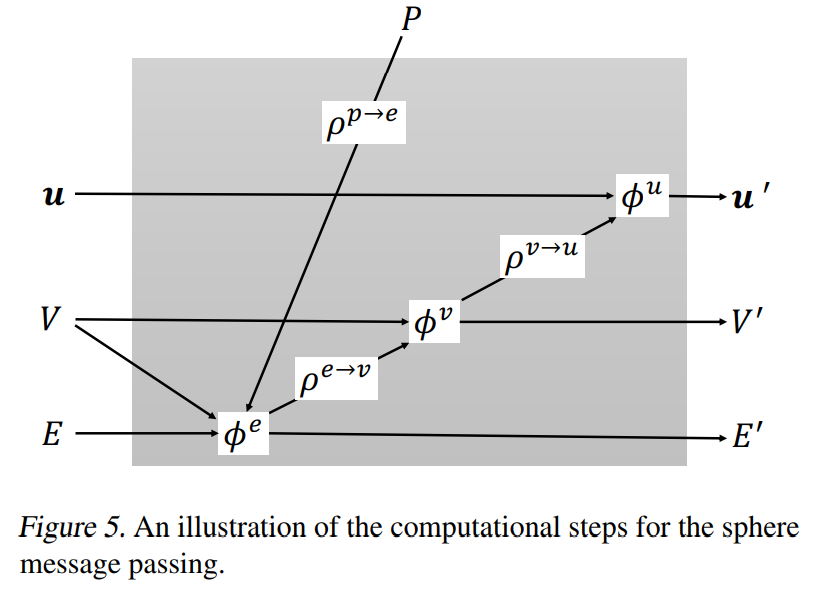 P
ρ^{p→e}
u ϕ^u u′
ρ^{v→u}
V ϕ^v V′
ρ^{e→v}
E ϕ^e E′
Figure 5. An illustration of the computational steps for the sphere
message passing.